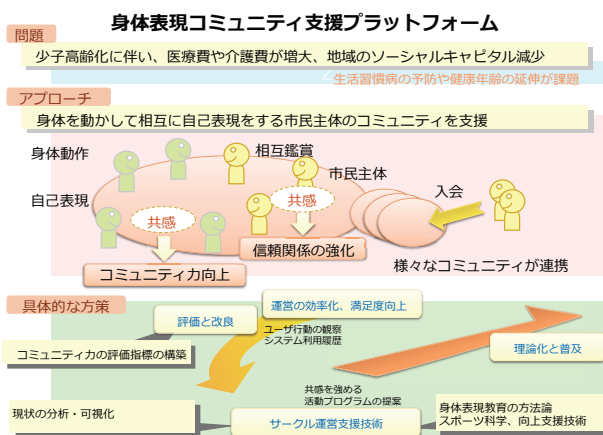 身体表現コミュニティ支援プラットフォーム
問題
少子高齢化に伴い、医療費や介護費が増大、地域のソーシャルキャピタル減少
生活習慣病の予防や健康年齢の延伸が課題
アプローチ
身体を動かして相互に自己表現をする市民主体のコミュニティを支援
身体動作
相互鑑賞
市民主体
自己表現
入会
共感
共感
信頼関係の強化
コミュニティ力向上
様々なコミュニティが連携
具体的な方策
運営の効率化、満足度向上
評価と改良
ユーザ行動の観察
システム利用履歴
理論化と普及
コミュニティカの評価指標の構築
共感を強める
活動プログラムの提案
現状の分析・可視化
サークル運営支援技術
身体表現教育の方法論
スポーツ科学、向上支援技術